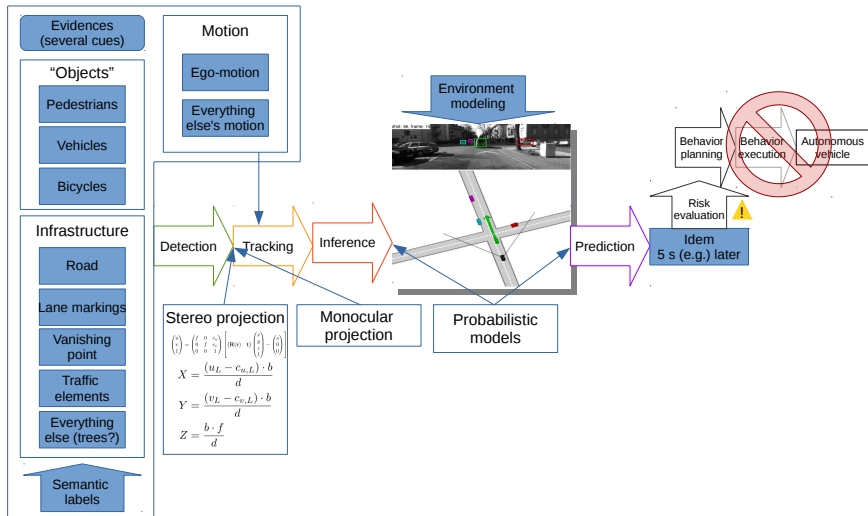 Evidences
(several cues)
“Objects”
Pedestrians
Vehicles
Bicycles
Infrastructure
Road
Lane markings
Vanishing
point
Traffic
elements
Everything
else (trees?)
Semantic
labels
Motion
Ego-motion
Everything
else's motion
Detection
Tracking
Inference
Stereo projection
X = (u_L − c_{u,L}) · b / d
Y = (v_L − c_{v,L}) · b / d
Z = b · f / d
Monocular
projection
Environment
modeling
Probabilistic
models
Prediction
Idem
5 s (e.g.) later
Risk
evaluation
Behavior
planning
Behavior
execution
Autonomous
vehicle